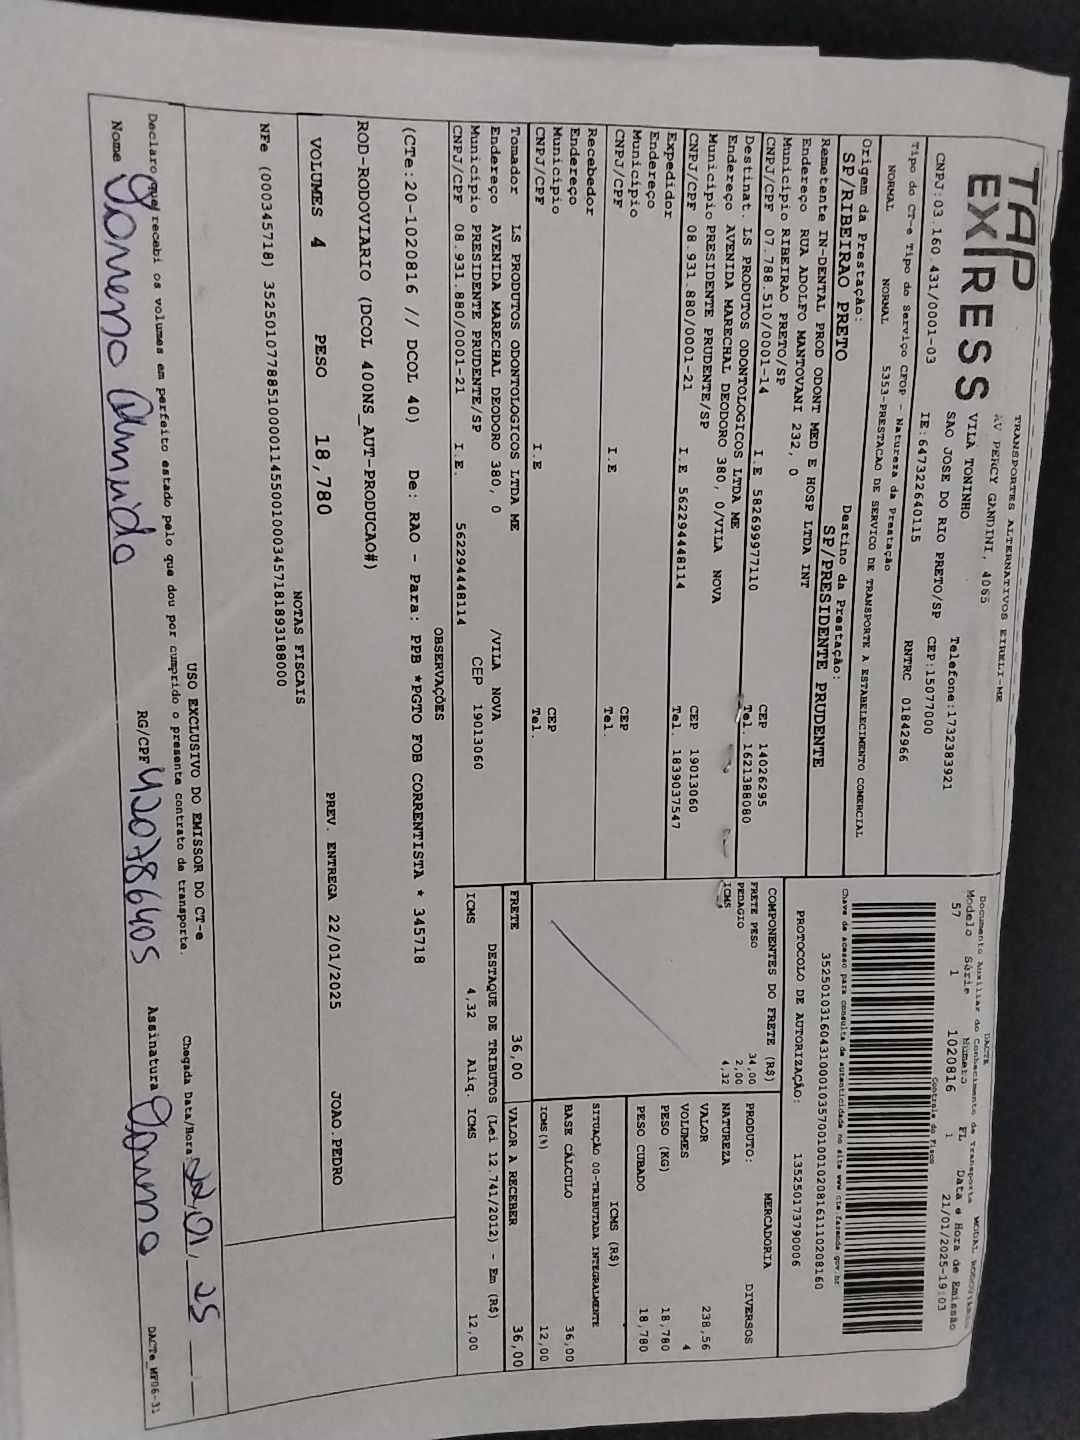 TAP
EXPRESS
TRANSPORTES ALTERNATIVOS EIRELI-ME
AV PERCY GANDINI, 4065
VILA TONINHO
SAO JOSE DO RIO PRETO/SP
Telefone:1732383921
CEP:15077000
CNPJ:03.160.431/0001-03 IE:647322640115 RNTRC 01842966
Tipo do CT-e Tipo do Serviço CFOP - Natureza da Prestação
NORMAL NORMAL 5353-PRESTACAO DE SERVICO DE TRANSPORTE A ESTABELECIMENTO COMERCIAL
Origem da Prestação: Destino da Prestação:
SP/RIBEIRAO PRETO SP/PRESIDENTE PRUDENTE
Remetente IN-DENTAL PROD ODONT MED E HOSP LTDA INT
Endereço RUA ADOLFO MANTOVANI 232, 0
Município RIBEIRAO PRETO/SP CEP 14026295
CNPJ/CPF 07.788.510/0001-14 I.E 582699977110 Tel. 1621388080
Destinat. LS PRODUTOS ODONTOLOGICOS LTDA ME
Endereço AVENIDA MARECHAL DEODORO 380, 0/VILA NOVA
Município PRESIDENTE PRUDENTE/SP CEP 19013060
CNPJ/CPF 08.931.880/0001-21 I.E 562294448114 Tel. 1839037547
Expedidor
Endereço
Município CEP
CNPJ/CPF I.E Tel.
Recebedor
Endereço
Município CEP
CNPJ/CPF I.E Tel.
Tomador LS PRODUTOS ODONTOLOGICOS LTDA ME
Endereço AVENIDA MARECHAL DEODORO 380, 0 /VILA NOVA
Município PRESIDENTE PRUDENTE/SP CEP 19013060
CNPJ/CPF 08.931.880/0001-21 I.E. 562294448114
DACTE MODAL RODOVIARIO
Documento Auxiliar do Conhecimento de Transporte
Modelo Série Número FL Data e Hora de Emissão
57 1 1020816 1 21/01/2025-19:03
Controle do Fisco
Chave de acesso para consulta de autenticidade no site www.cte.fazenda.gov.br
35250103160431000103570010010208161110208160
PROTOCOLO DE AUTORIZAÇÃO: 135250173790006
COMPONENTES DO FRETE (R$)
FRETE PESO 34,00
PEDAGIO 2,00
ICMS 4,32
MERCADORIA
PRODUTO: DIVERSOS
NATUREZA
VALOR 238,56
VOLUMES 4
PESO (KG) 18,780
PESO CUBADO 18,780
ICMS (R$)
SITUAÇÃO 00-TRIBUTADA INTEGRALMENTE
BASE CÁLCULO 36,00
ICMS(%) 12,00
FRETE 36,00 VALOR A RECEBER 36,00
DESTAQUE DE TRIBUTOS (Lei 12.741/2012) - Em (R$)
ICMS 4,32 Aliq. ICMS 12,00
OBSERVAÇÕES
(CTe:20-1020816 // DCOL 40) De: RAO - Para: PPB *PGTO FOB CORRENTISTA * 345718
ROD-RODOVIARIO (DCOL 400NS_AUT-PRODUCAO#)
VOLUMES 4 PESO 18,780 PREV. ENTREGA 22/01/2025 JOAO.PEDRO
NOTAS FISCAIS
NFe (000345718) 35250107788510000114550010003457181893188000
USO EXCLUSIVO DO EMISSOR DO CT-e
Declaro que recebi os volumes em perfeito estado pelo que dou por cumprido o presente contrato de transporte.
Chegada Data/Hora: 22,01, 25
Nome RG/CPF 420786405 Assinatura
DACTe_MF06-31